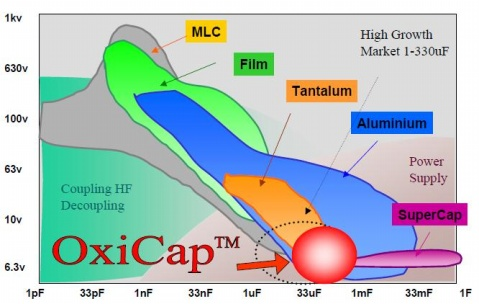 1kv
630v
100v
63v
10v
6.3v
MLC
Film
Tantalum
High Growth
Market 1-330uF
Aluminium
Power
Supply
SuperCap
Coupling HF
Decoupling
OxiCap™
1pF
33pF
1nF
33nF
1uF
33uF
1mF
33mF
1F